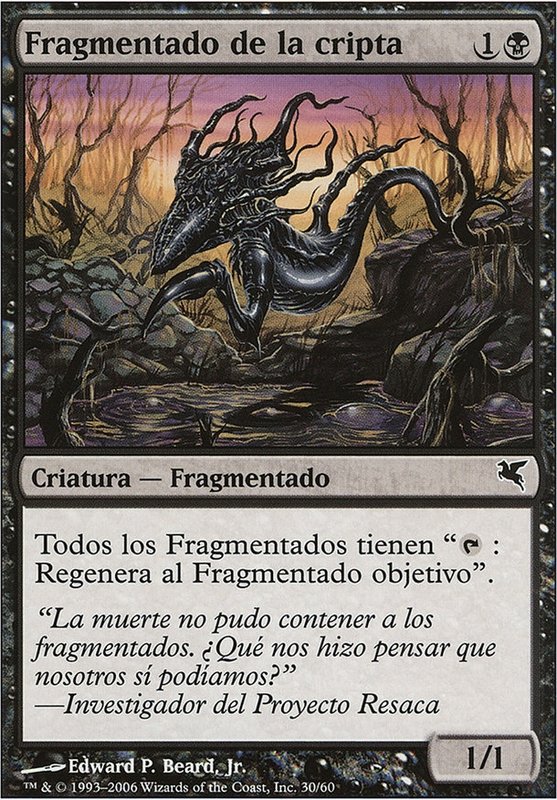 Fragmentado de la cripta 1
Criatura — Fragmentado
Todos los Fragmentados tienen “ :
Regenera al Fragmentado objetivo”.
“La muerte no pudo contener a los
fragmentados. ¿Qué nos hizo pensar que
nosotros sí podíamos?”
—Investigador del Proyecto Resaca
Edward P. Beard, Jr.
1/1
™ & © 1993–2006 Wizards of the Coast, Inc. 30/60